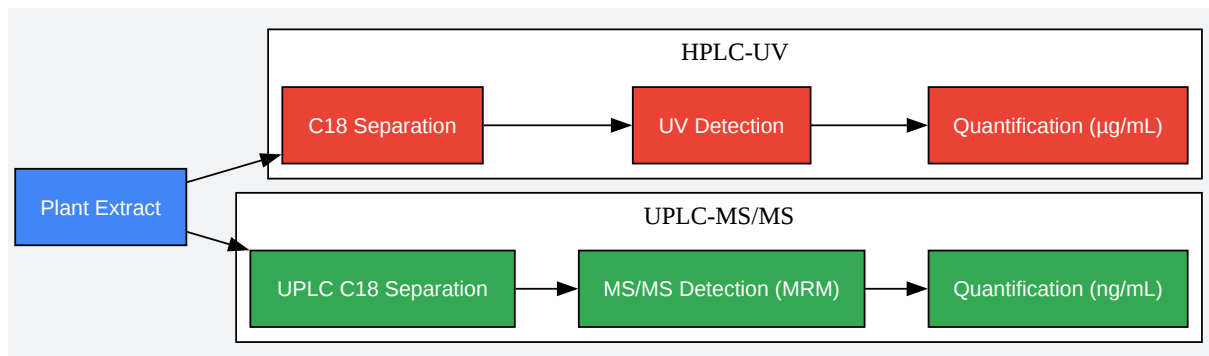 HPLC-UV
C18 Separation
UV Detection
Quantification (µg/mL)
Plant Extract
UPLC-MS/MS
UPLC C18 Separation
MS/MS Detection (MRM)
Quantification (ng/mL)